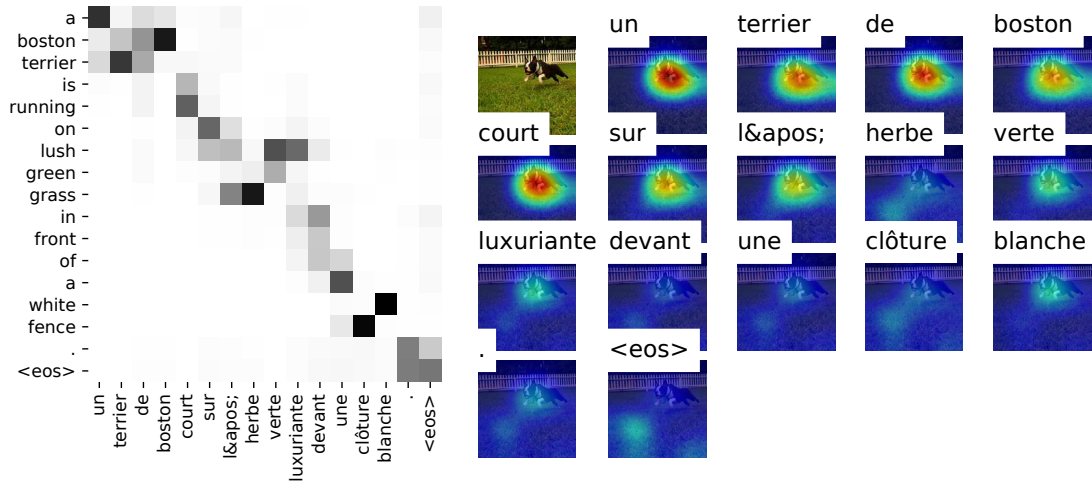 a
boston
terrier
is
running
on
lush
green
grass
in
front
of
a
white
fence
.
<eos>
un
terrier
de
boston
court
sur
l&apos;
herbe
verte
luxuriante
devant
une
clôture
blanche
.
<eos>
un terrier de boston
court sur l&apos; herbe verte
luxuriante devant une clôture blanche
. <eos>